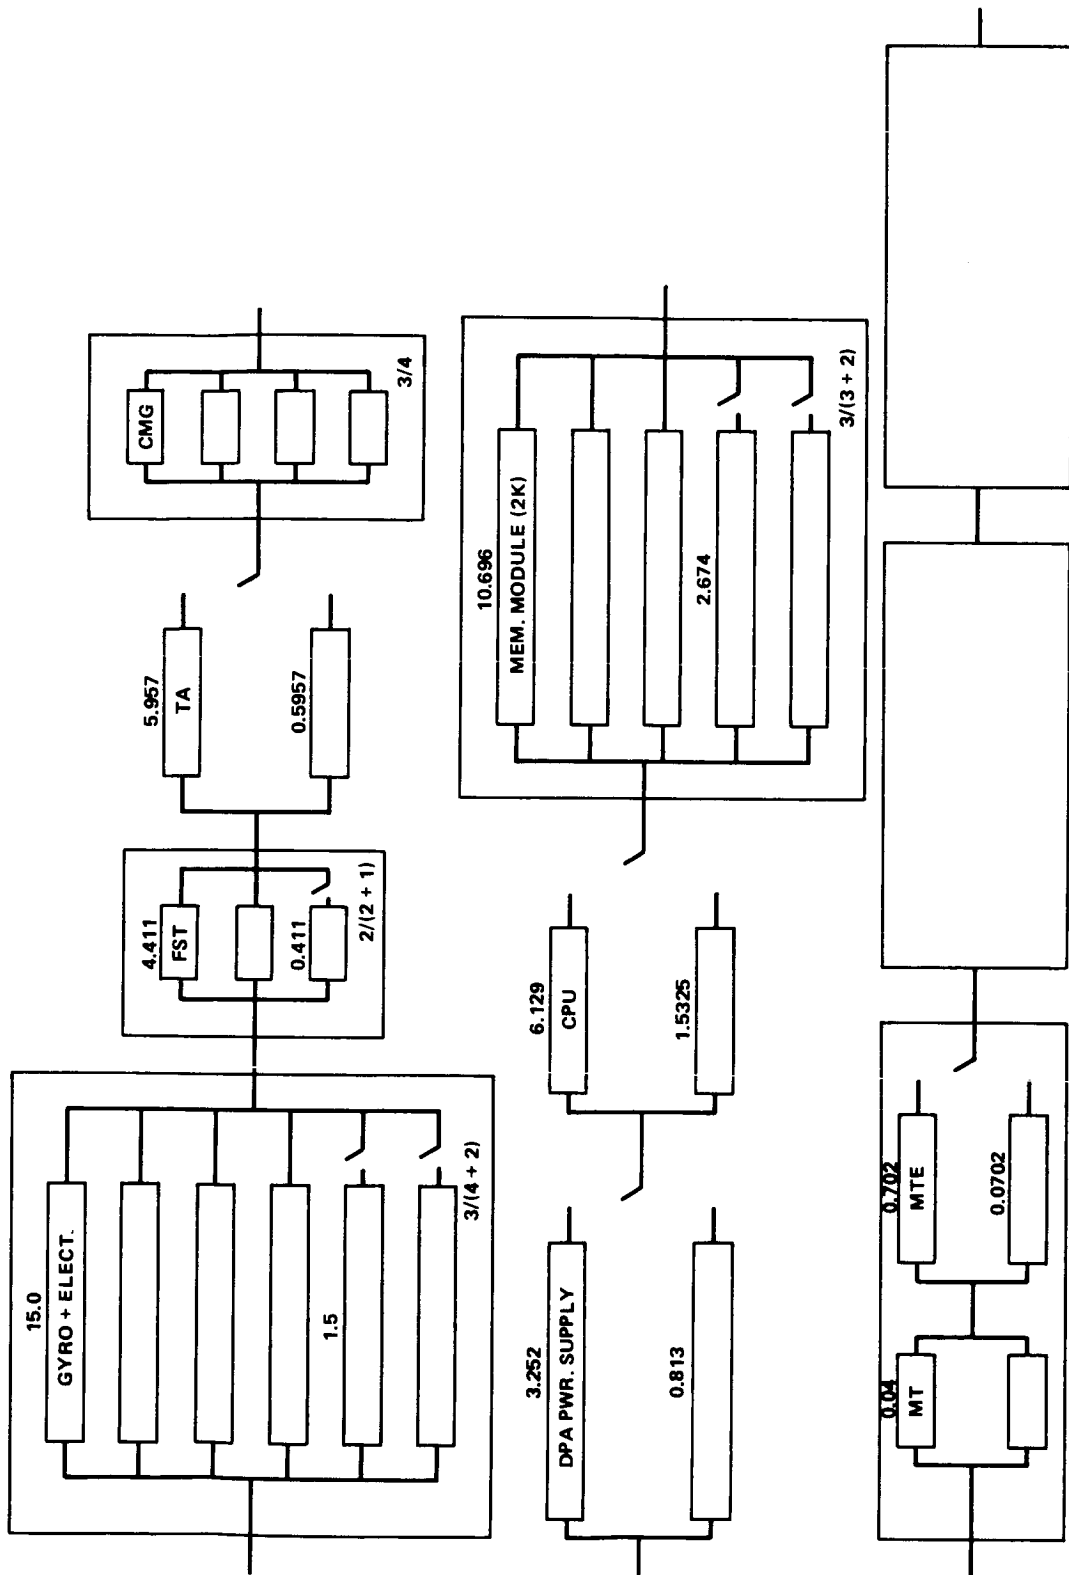 15.0
GYRO + ELECT.
1.5
3/(4 + 2)
4.411
FST
0.411
2/(2 + 1)
5.957
TA
0.5957
CMG
3/4
3.252
DPA PWR. SUPPLY
0.813
6.129
CPU
1.5325
10.696
MEM. MODULE (2K)
2.674
3/(3 + 2)
0.04
MT
0.702
MTE
0.0702